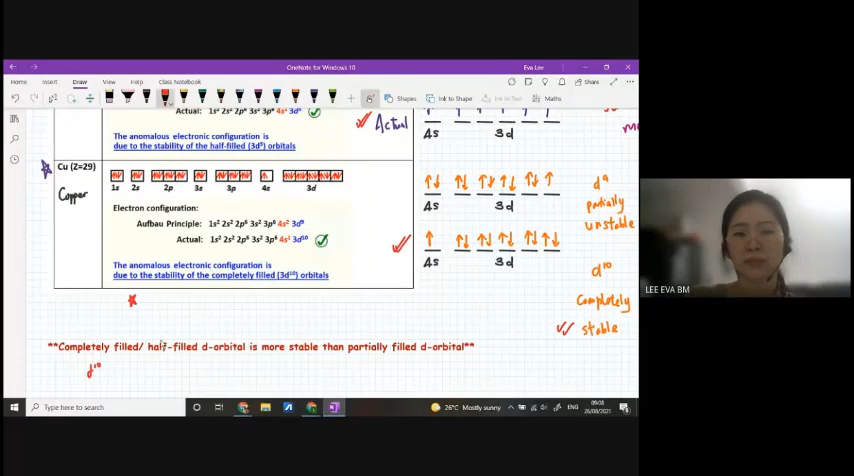 OneNote for Windows 10
Eva Lee
Home Insert Draw View Help Class Notebook
Share
Shapes Ink to Shape Ink to Text Maths
Actual: 1s² 2s² 2p⁶ 3s² 3p⁶ 4s¹ 3d⁵
The anomalous electronic configuration is
due to the stability of the half-filled (3d⁵) orbitals
Actual
4s 3d
Cu (Z=29)
Copper
1s 2s 2p 3s 3p 4s 3d
Electron configuration:
Aufbau Principle: 1s² 2s² 2p⁶ 3s² 3p⁶ 4s² 3d⁹
Actual: 1s² 2s² 2p⁶ 3s² 3p⁶ 4s¹ 3d¹⁰
The anomalous electronic configuration is
due to the stability of the completely filled (3d¹⁰) orbitals
4s 3d
d⁹
partially
unstable
4s 3d
d¹⁰
Completely
stable
**Completely filled/ half-filled d-orbital is more stable than partially filled d-orbital**
d¹⁰
Type here to search
26°C Mostly sunny
ENG
09:08
26/08/2021
LEE EVA BM